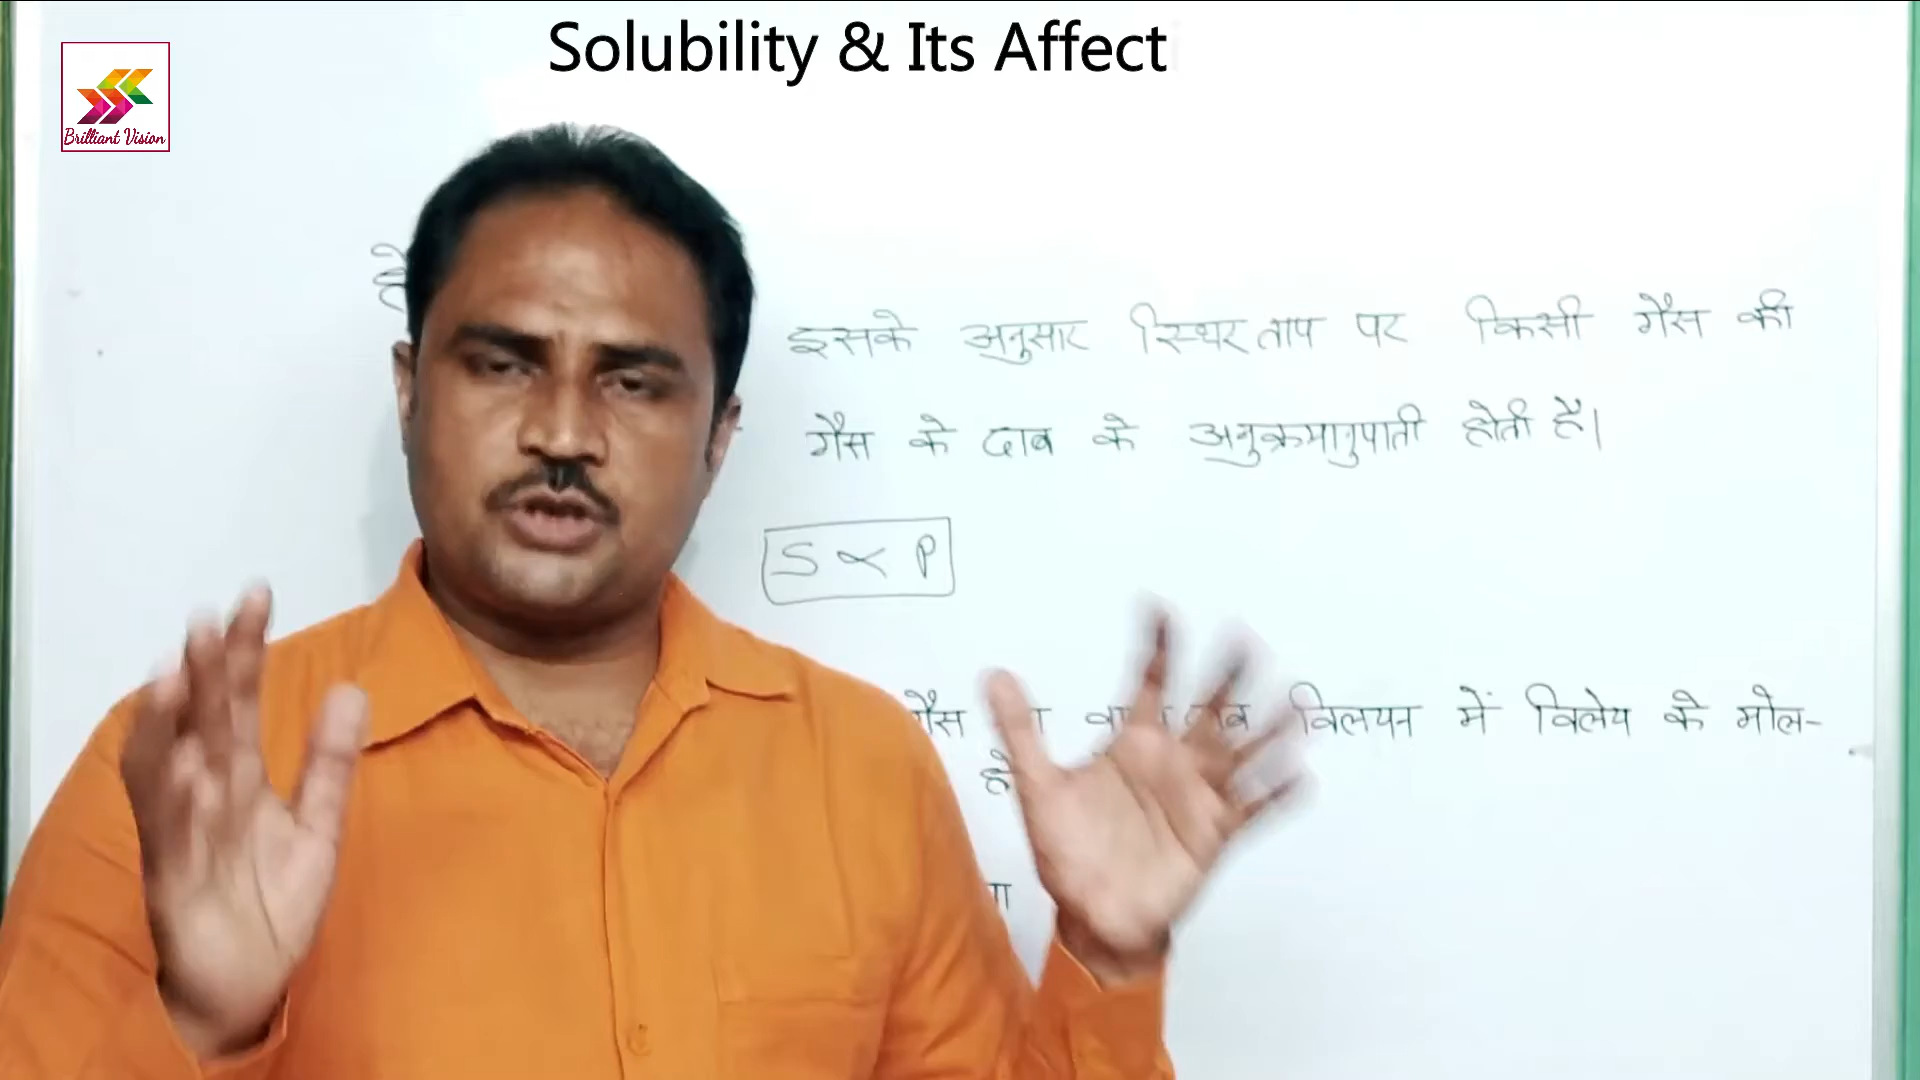 Solubility & Its Affect
Brilliant Vision
इसके अनुसार स्थिर ताप पर किसी गैस की
गैस के दाब के अनुक्रमानुपाती होती है।
S ∝ P
गैस विलयन में विलेय के मोल-